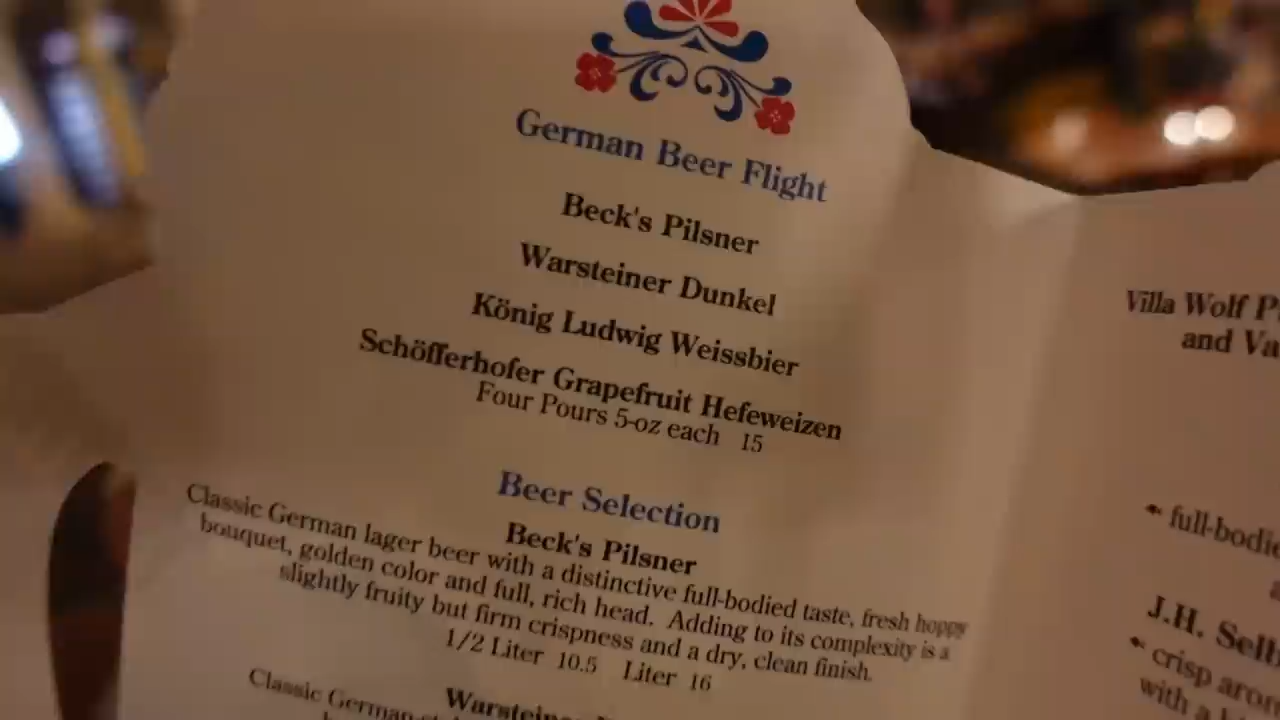 German Beer Flight
Beck's Pilsner
Warsteiner Dunkel
König Ludwig Weissbier
Schöfferhofer Grapefruit Hefeweizen
Four Pours 5-oz each 15
Beer Selection
Beck's Pilsner
Classic German lager beer with a distinctive full-bodied taste, fresh hoppy
bouquet, golden color and full, rich head. Adding to its complexity is a
slightly fruity but firm crispness and a dry, clean finish.
1/2 Liter 10.5 Liter 16
Warsteiner
Classic German
Villa Wolf
and
full-bodie
J.H.
crisp
with a